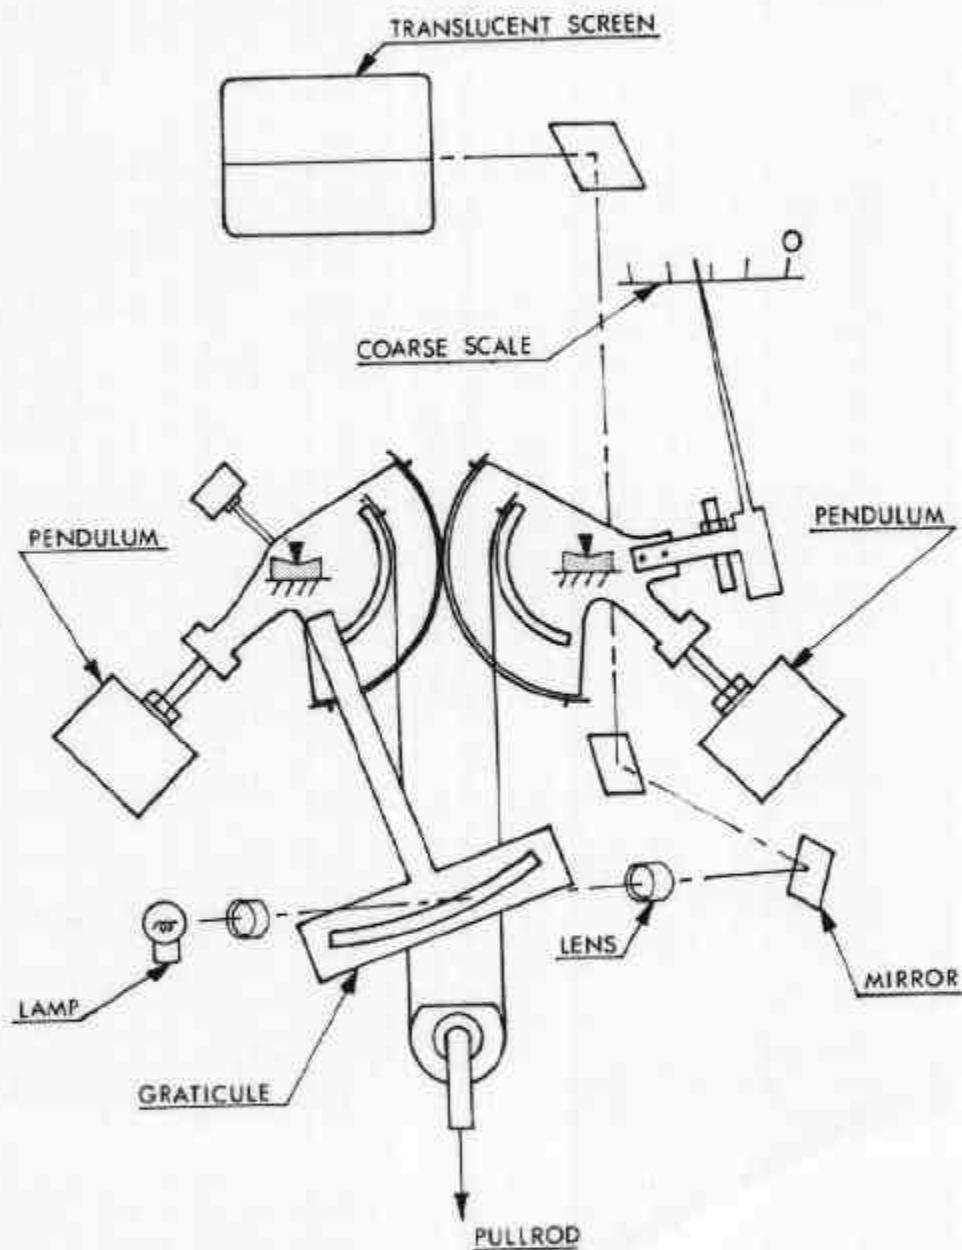 TRANSLUCENT SCREEN
O
COARSE SCALE
PENDULUM
PENDULUM
LENS
MIRROR
LAMP
GRATICULE
PULLROD